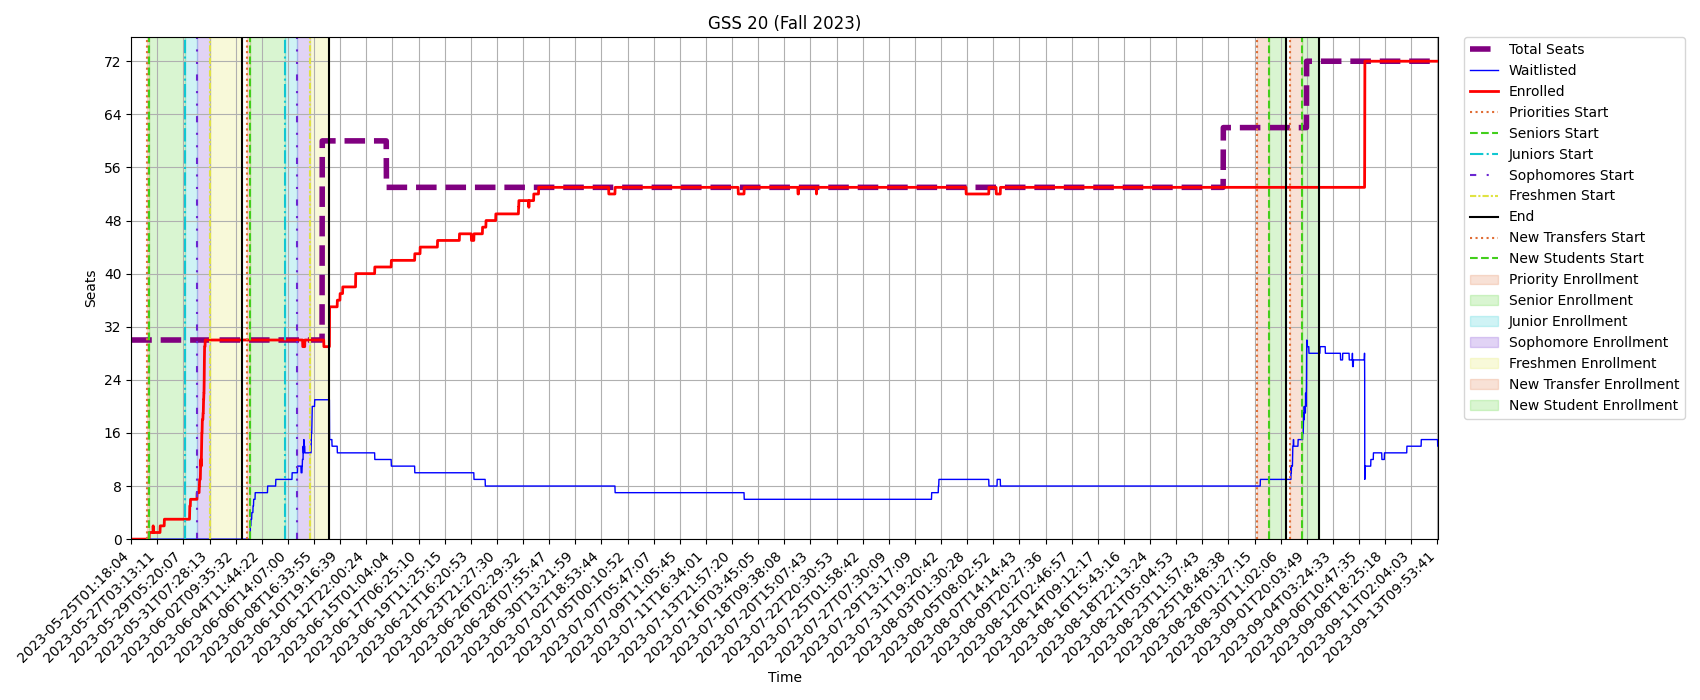 GSS 20 (Fall 2023)
Seats
72
64
56
48
40
32
24
16
8
0
2023-05-25T01:18:04
2023-05-27T03:13:11
2023-05-29T05:20:07
2023-05-31T07:28:13
2023-06-02T09:35:32
2023-06-04T11:44:22
2023-06-06T14:07:00
2023-06-08T16:33:55
2023-06-10T19:16:39
2023-06-12T22:00:24
2023-06-15T01:04:04
2023-06-17T06:25:10
2023-06-19T11:25:15
2023-06-21T16:20:53
2023-06-23T21:27:30
2023-06-26T02:29:32
2023-06-28T07:55:47
2023-06-30T13:21:59
2023-07-02T18:53:44
2023-07-05T00:10:52
2023-07-07T05:47:07
2023-07-09T11:05:45
2023-07-11T16:34:01
2023-07-13T21:57:20
2023-07-16T03:45:05
2023-07-18T09:38:08
2023-07-20T15:07:43
2023-07-22T20:30:53
2023-07-25T01:58:42
2023-07-27T07:30:09
2023-07-29T13:17:09
2023-07-31T19:20:42
2023-08-03T01:30:28
2023-08-05T08:02:52
2023-08-07T14:14:43
2023-08-09T20:27:36
2023-08-12T02:46:57
2023-08-14T09:12:17
2023-08-16T15:43:16
2023-08-18T22:13:24
2023-08-21T05:04:53
2023-08-23T11:57:43
2023-08-25T18:48:38
2023-08-28T01:27:15
2023-08-30T11:02:06
2023-09-01T20:03:49
2023-09-04T03:24:33
2023-09-06T10:47:35
2023-09-08T18:25:18
2023-09-11T02:04:03
2023-09-13T09:53:41
Time
Total Seats
Waitlisted
Enrolled
Priorities Start
Seniors Start
Juniors Start
Sophomores Start
Freshmen Start
End
New Transfers Start
New Students Start
Priority Enrollment
Senior Enrollment
Junior Enrollment
Sophomore Enrollment
Freshmen Enrollment
New Transfer Enrollment
New Student Enrollment